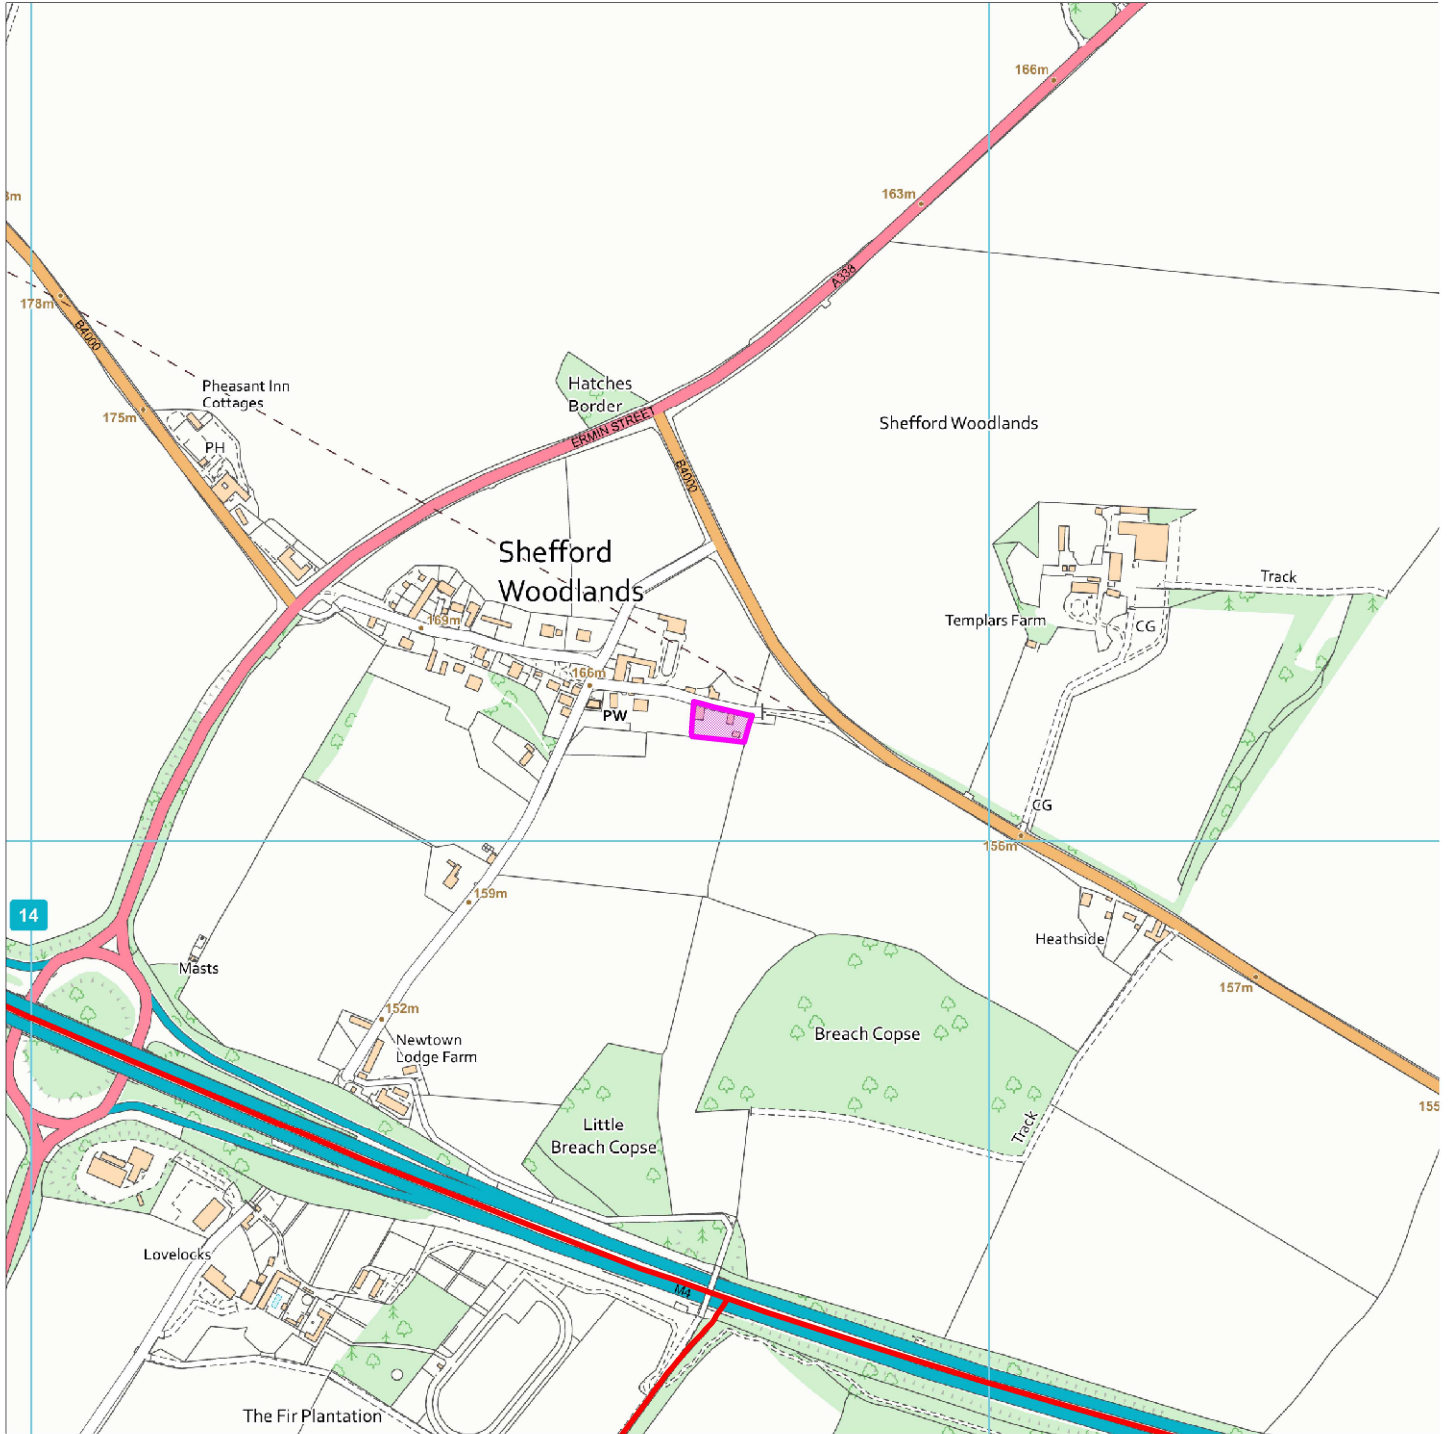 166m
163m
A338
178m
B4000
Pheasant Inn
Cottages
175m
PH
Hatches
Border
ERMIN STREET
B4000
Shefford Woodlands
Shefford
Woodlands
169m
166m
PW
Track
Templars Farm
CG
CG
156m
14
159m
Masts
Heathside
157m
152m
Newtown
Lodge Farm
Breach Copse
Little
Breach Copse
Track
155
Lovelocks
M4
The Fir Plantation